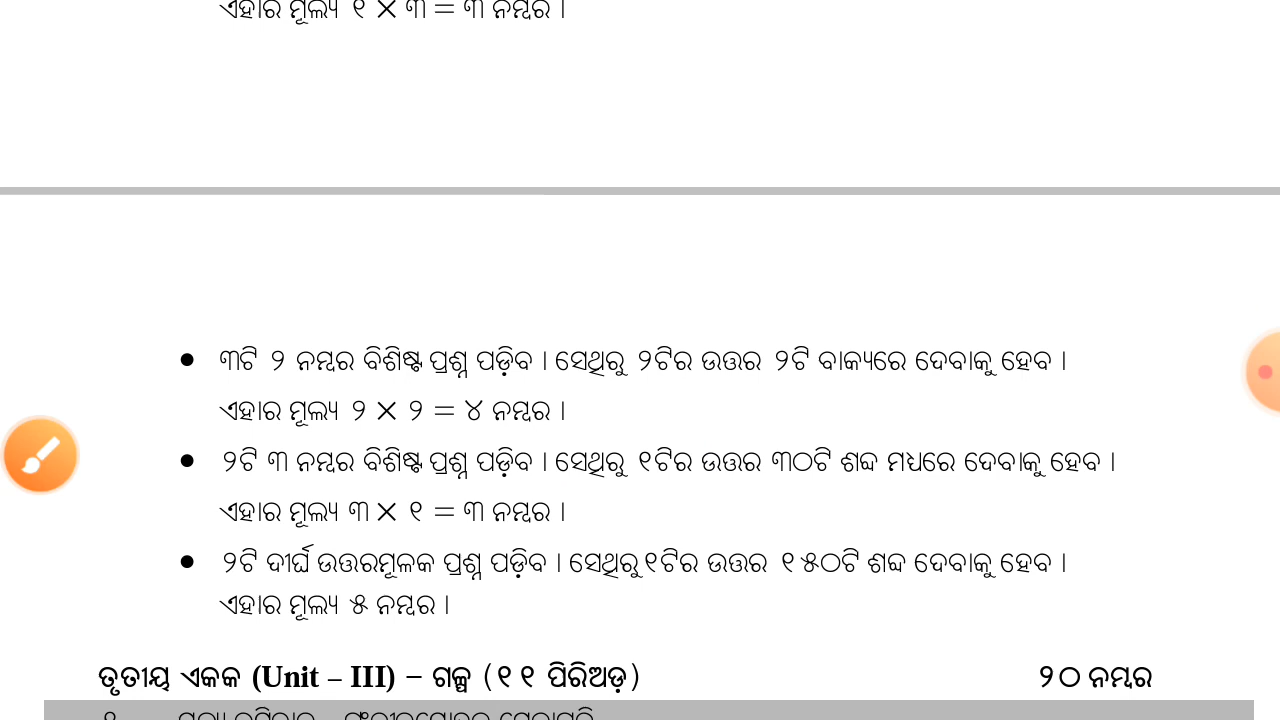 ଏହାର ମୂଲ୍ୟ ୧ × ୩ = ୩ ନମ୍ବର ।
● ୩ଟି ୨ ନମ୍ବର ବିଶିଷ୍ଟ ପ୍ରଶ୍ନ ପଡ଼ିବ । ସେଥିରୁ ୨ଟିର ଉତ୍ତର ୨ଟି ବାକ୍ୟରେ ଦେବାକୁ ହେବ ।
ଏହାର ମୂଲ୍ୟ ୨ × ୨ = ୪ ନମ୍ବର ।
● ୨ଟି ୩ ନମ୍ବର ବିଶିଷ୍ଟ ପ୍ରଶ୍ନ ପଡ଼ିବ । ସେଥିରୁ ୧ଟିର ଉତ୍ତର ୩୦ଟି ଶବ୍ଦ ମଧ୍ୟରେ ଦେବାକୁ ହେବ ।
ଏହାର ମୂଲ୍ୟ ୩ × ୧ = ୩ ନମ୍ବର ।
● ୨ଟି ଦୀର୍ଘ ଉତ୍ତରମୂଳକ ପ୍ରଶ୍ନ ପଡ଼ିବ । ସେଥିରୁ ୧ଟିର ଉତ୍ତର ୧୫୦ଟି ଶବ୍ଦ ଦେବାକୁ ହେବ ।
ଏହାର ମୂଲ୍ୟ ୫ ନମ୍ବର ।
ତୃତୀୟ ଏକକ (Unit – III) – ଗଳ୍ପ (୧୧ ପିରିଅଡ଼) ୨୦ ନମ୍ବର